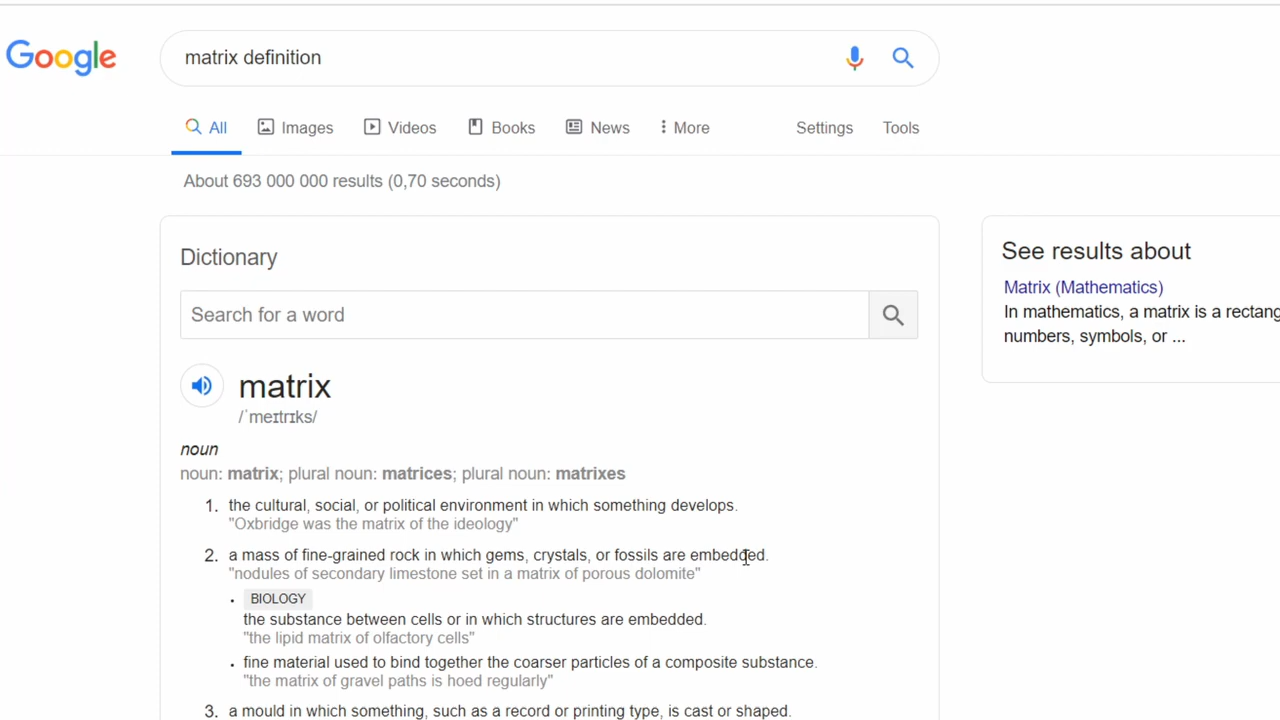 Google
matrix definition
All Images Videos Books News More Settings Tools
About 693 000 000 results (0,70 seconds)
Dictionary
Search for a word
matrix
/ˈmeɪtrɪks/
noun
noun: matrix; plural noun: matrices; plural noun: matrixes
1. the cultural, social, or political environment in which something develops.
"Oxbridge was the matrix of the ideology"
2. a mass of fine-grained rock in which gems, crystals, or fossils are embedded.
"nodules of secondary limestone set in a matrix of porous dolomite"
BIOLOGY
the substance between cells or in which structures are embedded.
"the lipid matrix of olfactory cells"
fine material used to bind together the coarser particles of a composite substance.
"the matrix of gravel paths is hoed regularly"
3. a mould in which something, such as a record or printing type, is cast or shaped.
See results about
Matrix (Mathematics)
In mathematics, a matrix is a rectang
numbers, symbols, or ...